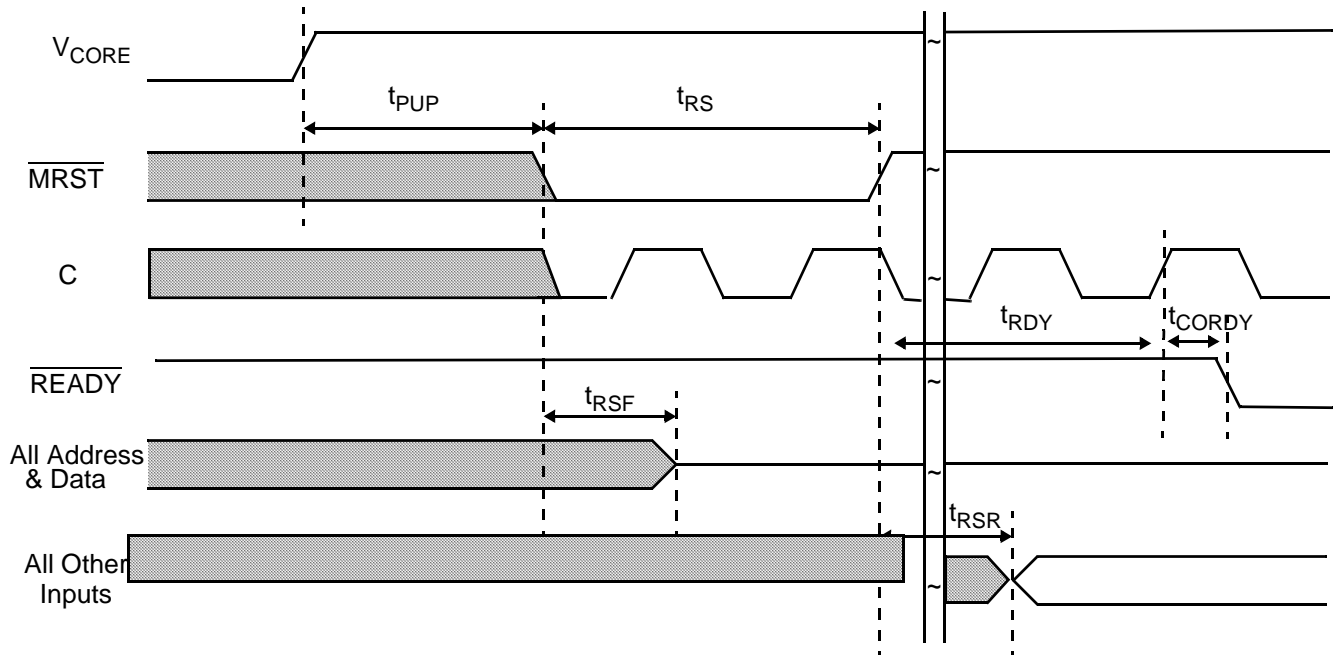 VCORE
tPUP
tRS
MRST
~
~
C
~
tRDY
tCORDY
READY
~
tRSF
All Address
& Data
~
tRSR
All Other
Inputs
~